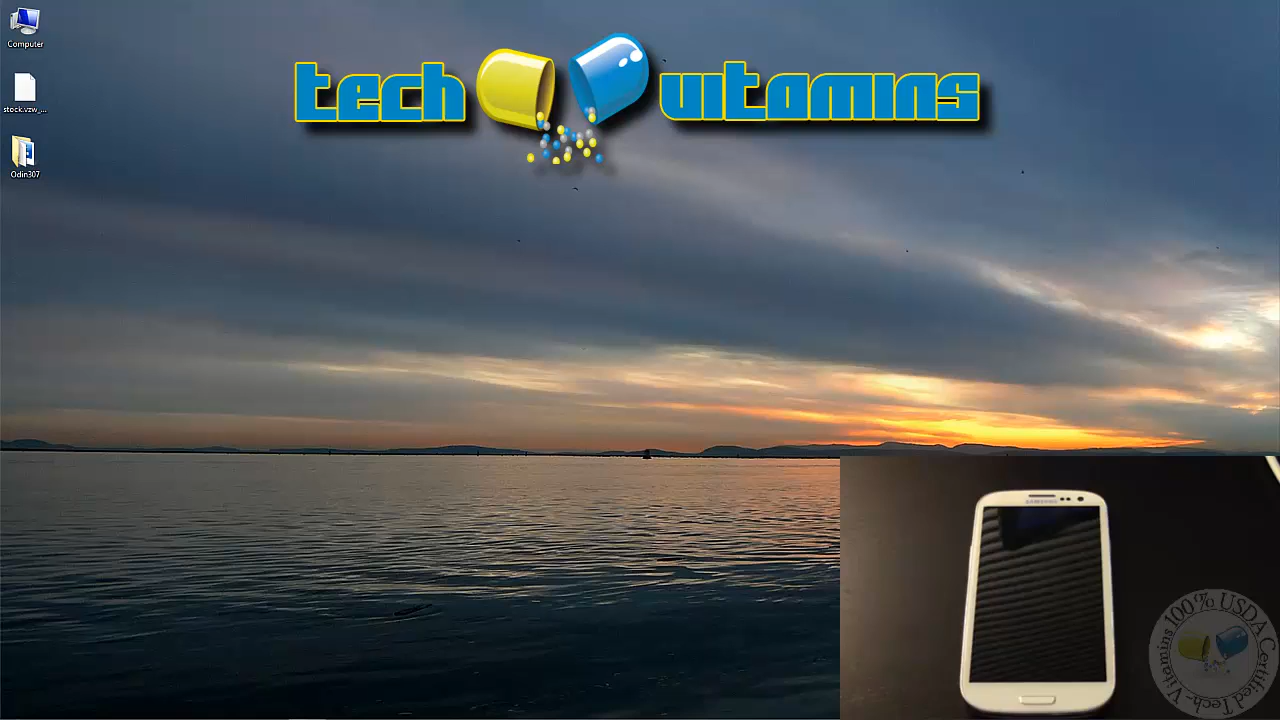 Computer
tech vitamins
stock.vzw_...
Odin307
SAMSUNG
Tech-Vitamins 100% USDA Certified